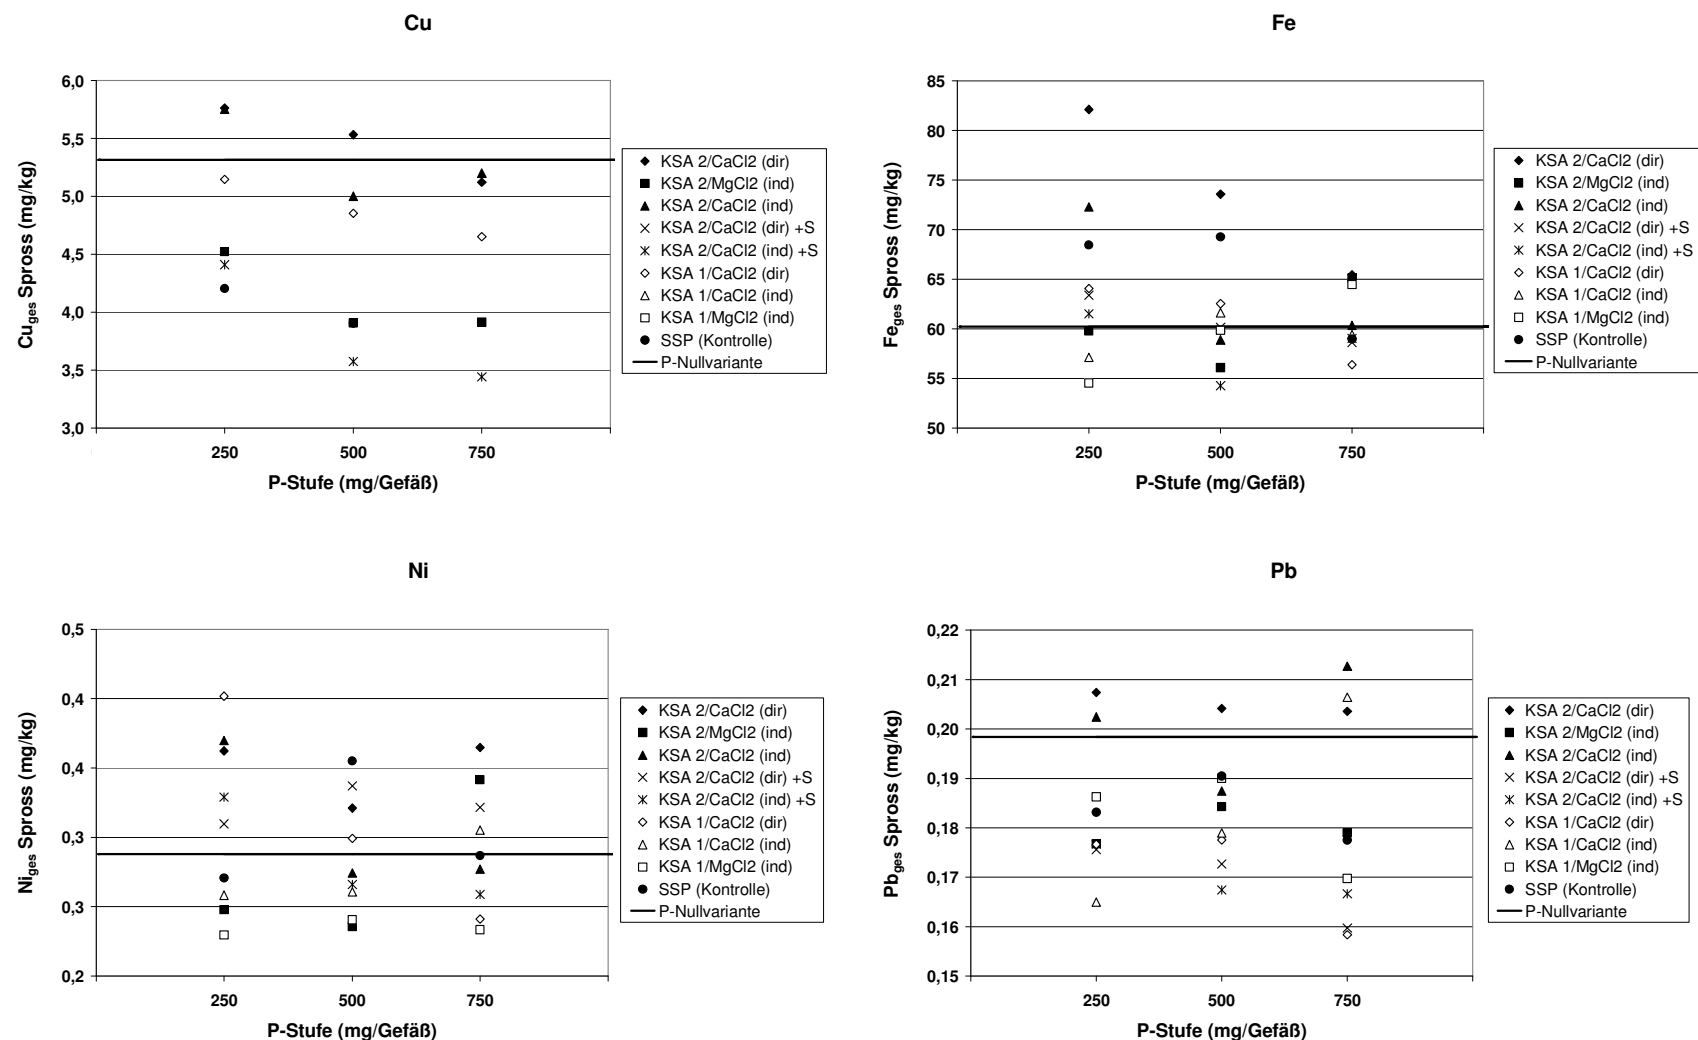 Cu
6,0
5,5
5,0
4,5
4,0
3,5
3,0
Cuges Spross (mg/kg)
250 500 750
P-Stufe (mg/Gefäß)
KSA 2/CaCl2 (dir)
KSA 2/MgCl2 (ind)
KSA 2/CaCl2 (ind)
KSA 2/CaCl2 (dir) +S
KSA 2/CaCl2 (ind) +S
KSA 1/CaCl2 (dir)
KSA 1/CaCl2 (ind)
KSA 1/MgCl2 (ind)
SSP (Kontrolle)
P-Nullvariante
Fe
85
80
75
70
65
60
55
50
Feges Spross (mg/kg)
250 500 750
P-Stufe (mg/Gefäß)
KSA 2/CaCl2 (dir)
KSA 2/MgCl2 (ind)
KSA 2/CaCl2 (ind)
KSA 2/CaCl2 (dir) +S
KSA 2/CaCl2 (ind) +S
KSA 1/CaCl2 (dir)
KSA 1/CaCl2 (ind)
KSA 1/MgCl2 (ind)
SSP (Kontrolle)
P-Nullvariante
Ni
0,5
0,4
0,4
0,3
0,3
0,2
Niges Spross (mg/kg)
250 500 750
P-Stufe (mg/Gefäß)
KSA 2/CaCl2 (dir)
KSA 2/MgCl2 (ind)
KSA 2/CaCl2 (ind)
KSA 2/CaCl2 (dir) +S
KSA 2/CaCl2 (ind) +S
KSA 1/CaCl2 (dir)
KSA 1/CaCl2 (ind)
KSA 1/MgCl2 (ind)
SSP (Kontrolle)
P-Nullvariante
Pb
0,22
0,21
0,20
0,19
0,18
0,17
0,16
0,15
Pbges Spross (mg/kg)
250 500 750
P-Stufe (mg/Gefäß)
KSA 2/CaCl2 (dir)
KSA 2/MgCl2 (ind)
KSA 2/CaCl2 (ind)
KSA 2/CaCl2 (dir) +S
KSA 2/CaCl2 (ind) +S
KSA 1/CaCl2 (dir)
KSA 1/CaCl2 (ind)
KSA 1/MgCl2 (ind)
SSP (Kontrolle)
P-Nullvariante